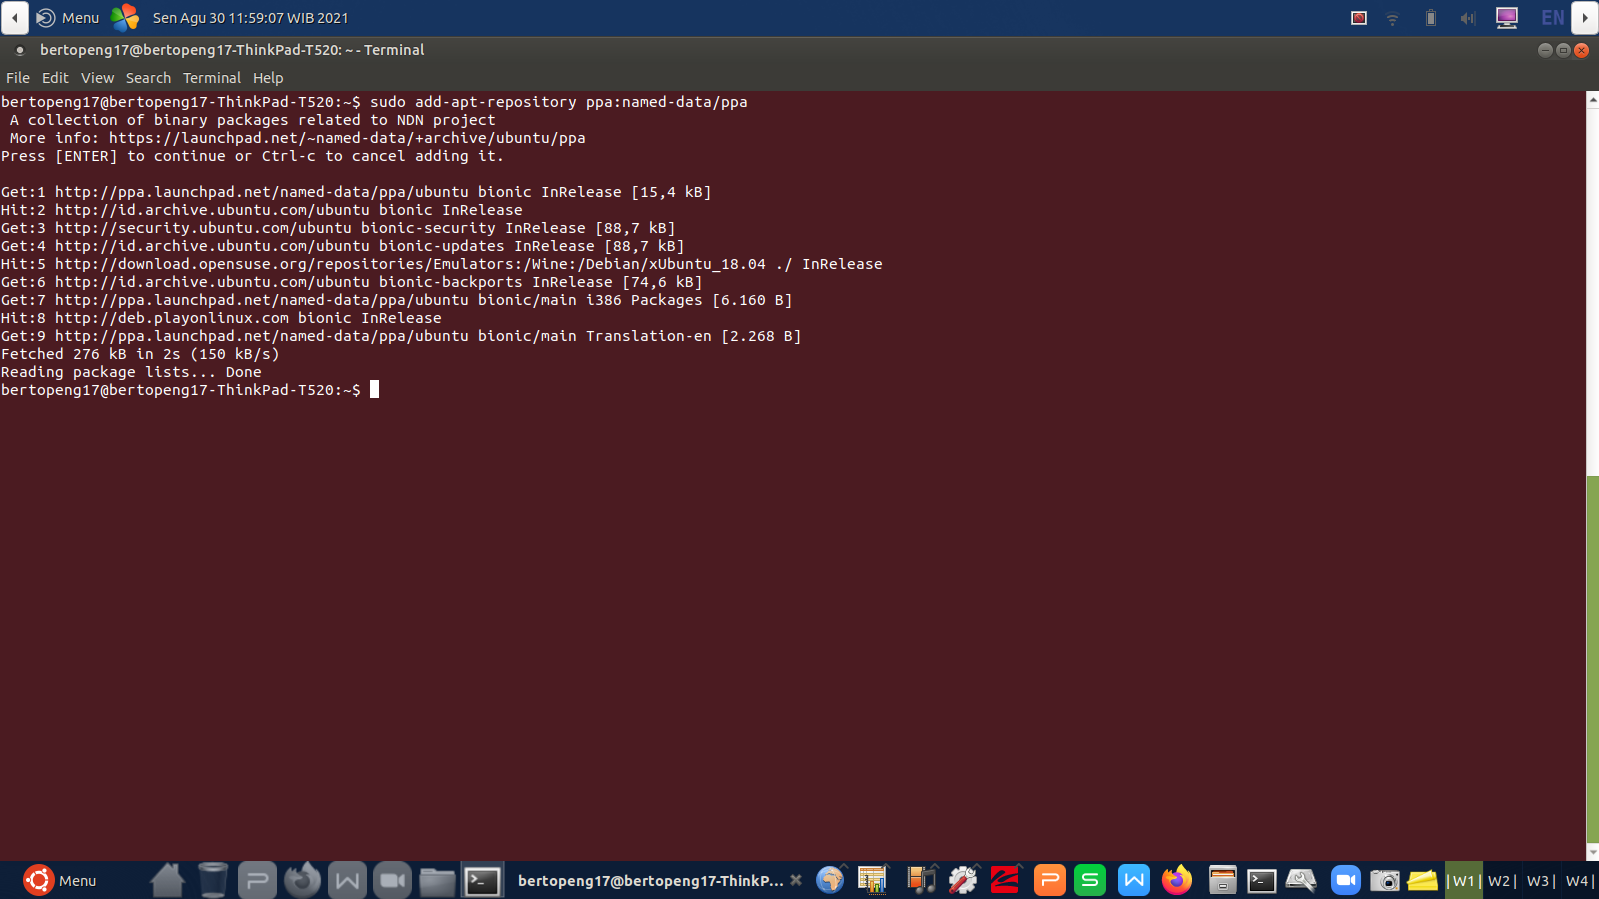 Menu Sen Agu 30 11:59:07 WIB 2021 EN
bertopeng17@bertopeng17-ThinkPad-T520: ~ - Terminal
File Edit View Search Terminal Help
bertopeng17@bertopeng17-ThinkPad-T520:~$ sudo add-apt-repository ppa:named-data/ppa
A collection of binary packages related to NDN project
More info: https://launchpad.net/~named-data/+archive/ubuntu/ppa
Press [ENTER] to continue or Ctrl-c to cancel adding it.
Get:1 http://ppa.launchpad.net/named-data/ppa/ubuntu bionic InRelease [15,4 kB]
Hit:2 http://id.archive.ubuntu.com/ubuntu bionic InRelease
Get:3 http://security.ubuntu.com/ubuntu bionic-security InRelease [88,7 kB]
Get:4 http://id.archive.ubuntu.com/ubuntu bionic-updates InRelease [88,7 kB]
Hit:5 http://download.opensuse.org/repositories/Emulators:/Wine:/Debian/xUbuntu_18.04 ./ InRelease
Get:6 http://id.archive.ubuntu.com/ubuntu bionic-backports InRelease [74,6 kB]
Get:7 http://ppa.launchpad.net/named-data/ppa/ubuntu bionic/main i386 Packages [6.160 B]
Hit:8 http://deb.playonlinux.com bionic InRelease
Get:9 http://ppa.launchpad.net/named-data/ppa/ubuntu bionic/main Translation-en [2.268 B]
Fetched 276 kB in 2s (150 kB/s)
Reading package lists... Done
bertopeng17@bertopeng17-ThinkPad-T520:~$
Menu bertopeng17@bertopeng17-ThinkP... |W1| W2| W3| W4|